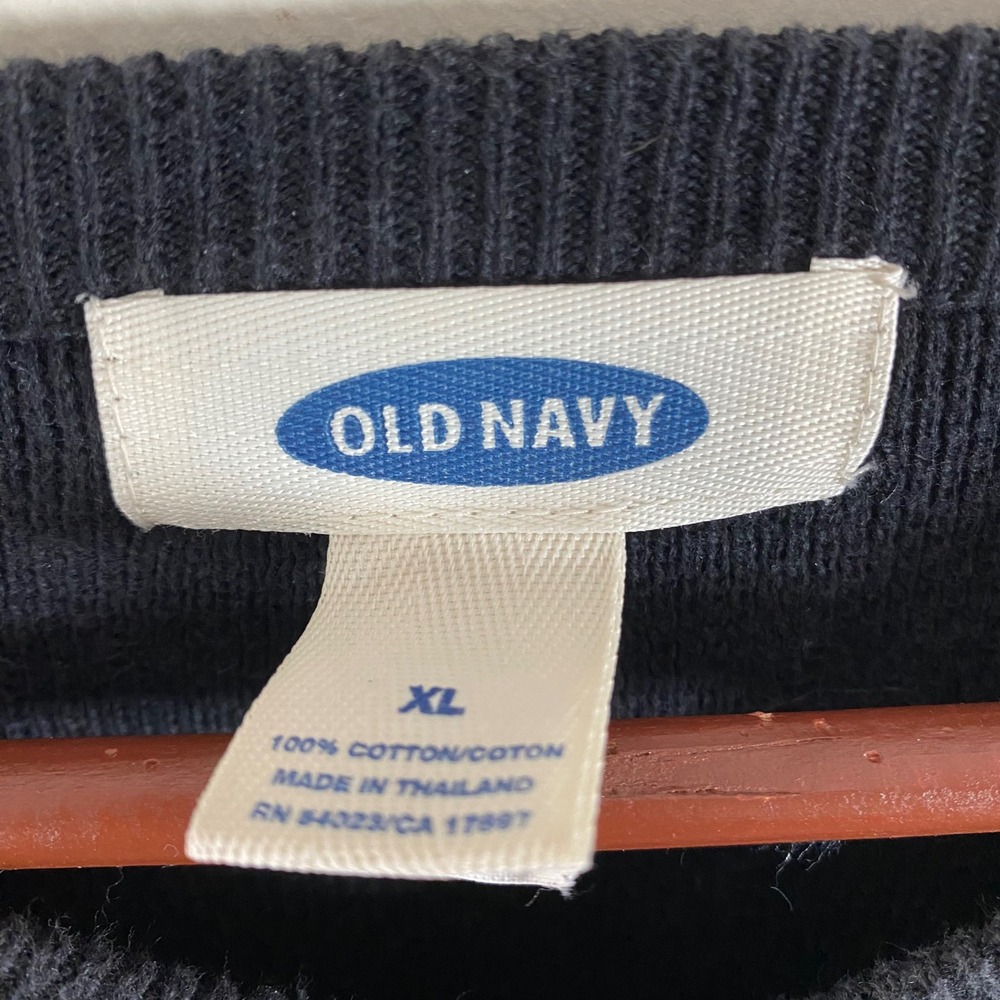 OLD NAVY
XL
100% COTTON/COTON
MADE IN THAILAND
RN 54023/CA 17897